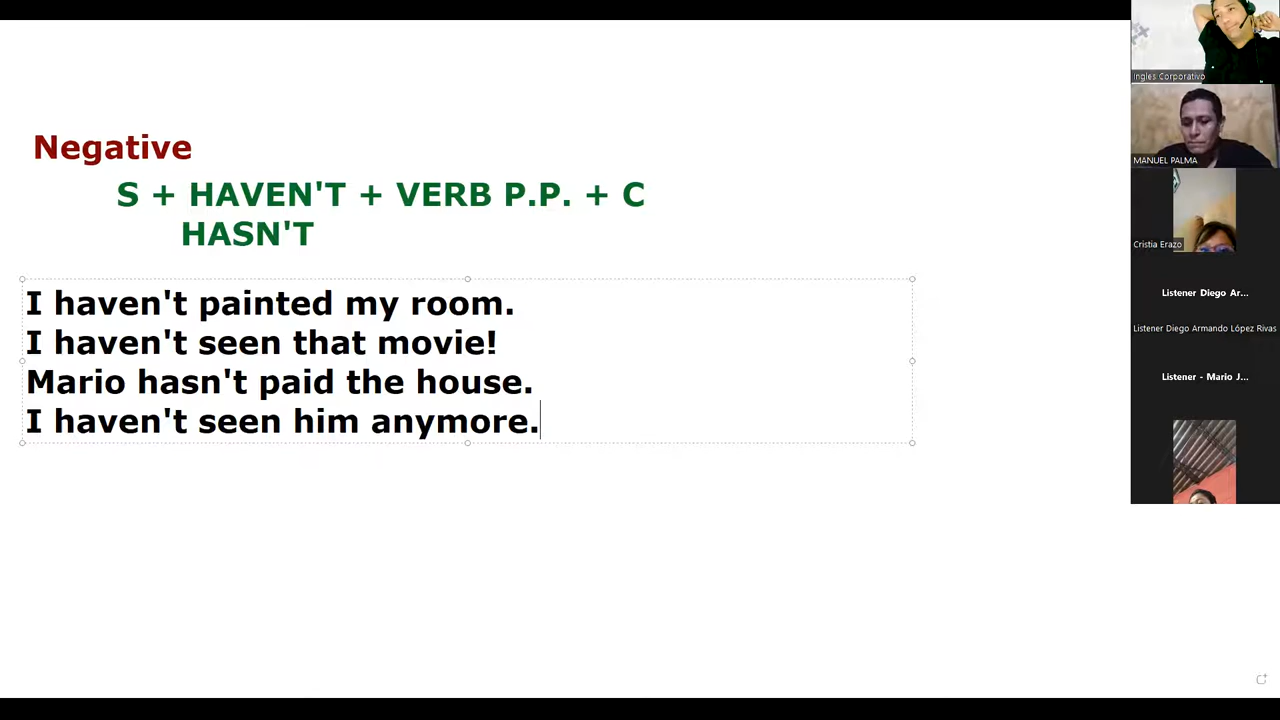 Negative
S + HAVEN'T + VERB P.P. + C
HASN'T
I haven't painted my room.
I haven't seen that movie!
Mario hasn't paid the house.
I haven't seen him anymore.
Ingles Corporativo
MANUEL PALMA
Cristia Erazo
Listener Diego Ar...
Listener Diego Armando López Rivas
Listener - Mario J...